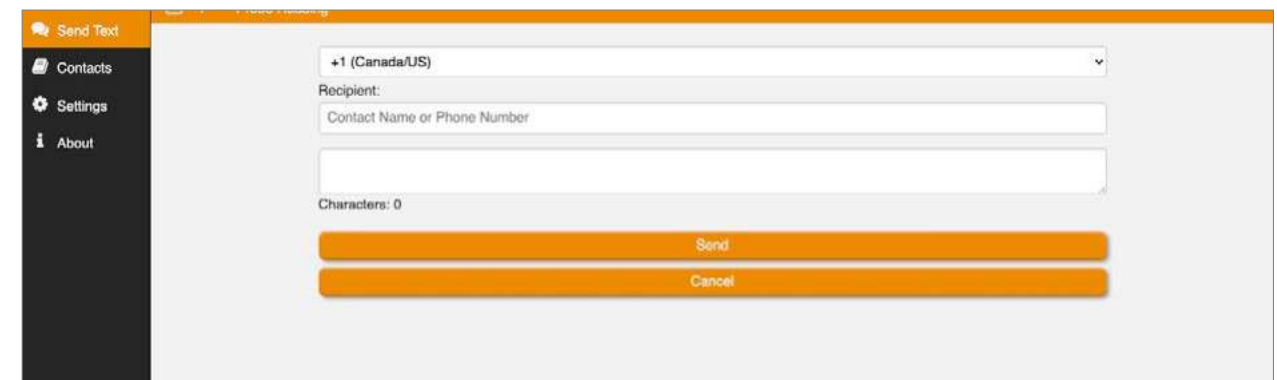 Send Text
Contacts
Settings
About
+1 (Canada/US)
Recipient:
Contact Name or Phone Number
Characters: 0
Send
Cancel